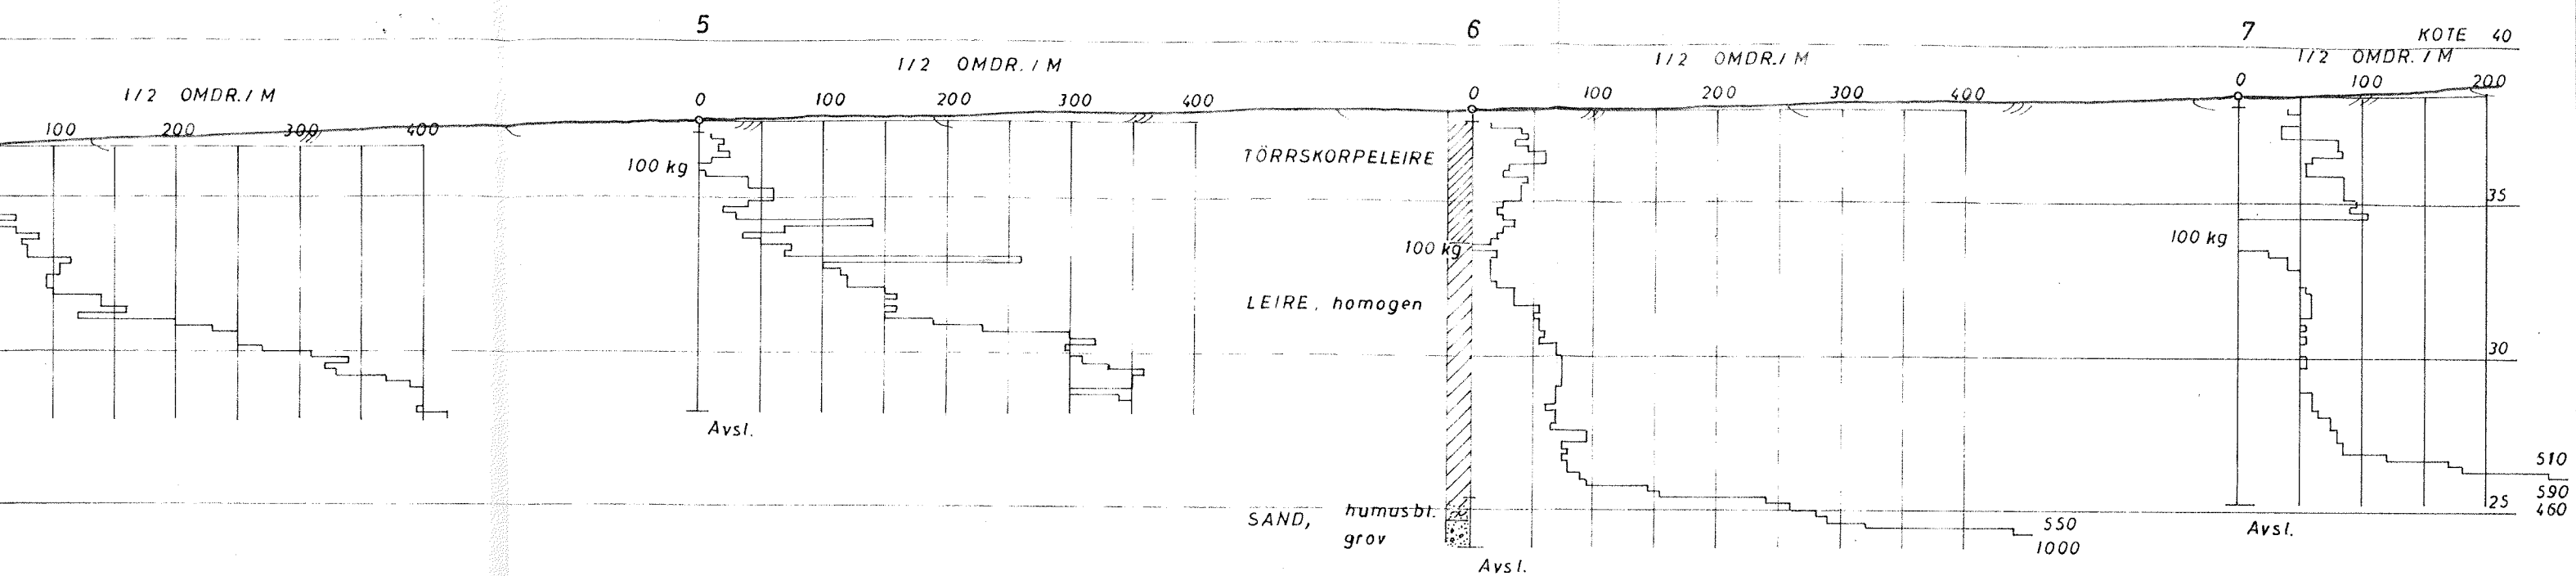 5
6
7
KOTE 40
1/2 OMDR./M
1/2 OMDR./M
1/2 OMDR./M
1/2 OMDR./M
100 200 300 400
0 100 200 300 400
0 100 200 300 400
0 100 200
100 kg
TÖRRSKORPELEIRE
35
100 kg
100 kg
LEIRE, homogen
30
Avsl.
510
590
25 460
SAND, humusbl.
grov
550
1000
Avsl.
Avsl.